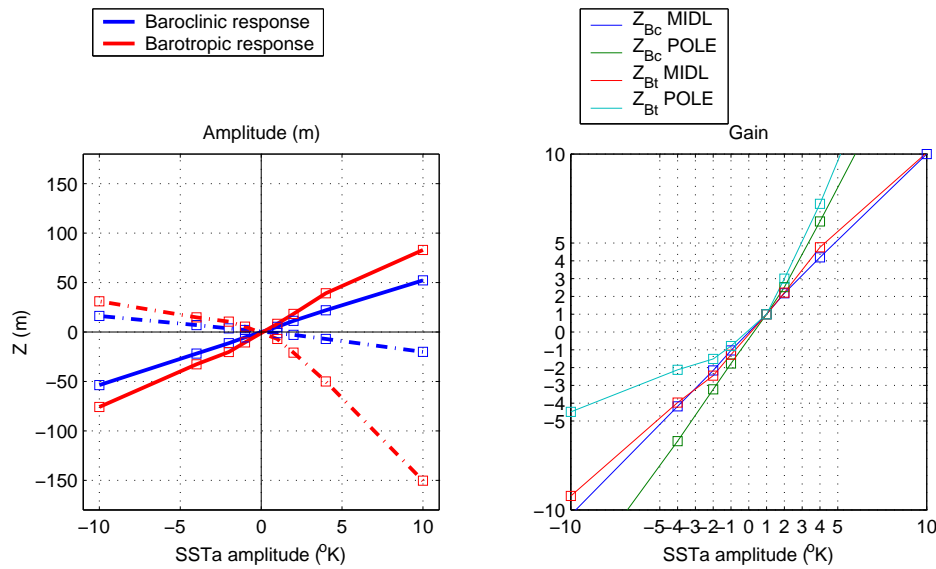 Baroclinic response
Barotropic response
Z_Bc MIDL
Z_Bc POLE
Z_Bt MIDL
Z_Bt POLE
Amplitude (m)
150
100
50
0
−50
−100
−150
Z (m)
−10 −5 0 5 10
SSTa amplitude (°K)
Gain
10
5
4
3
2
1
0
−1
−2
−3
−4
−5
−10
−10 −5 −4 −3 −2 −1 0 1 2 3 4 5 10
SSTa amplitude (°K)